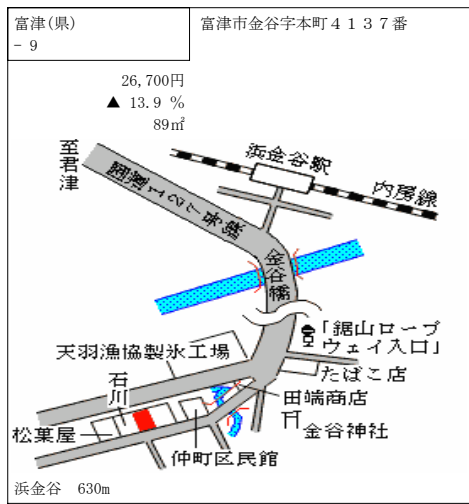 富津(県)
- 9
富津市金谷字本町４１３７番
26,700円
▲ 13.9 %
89㎡
至君津
国道127号線
浜金谷駅
内房線
金谷橋
「鋸山ロープ
ウェイ入口」
天羽漁協製氷工場
たばこ店
石川
田端商店
松葉屋
金谷神社
仲町区民館
浜金谷　630m